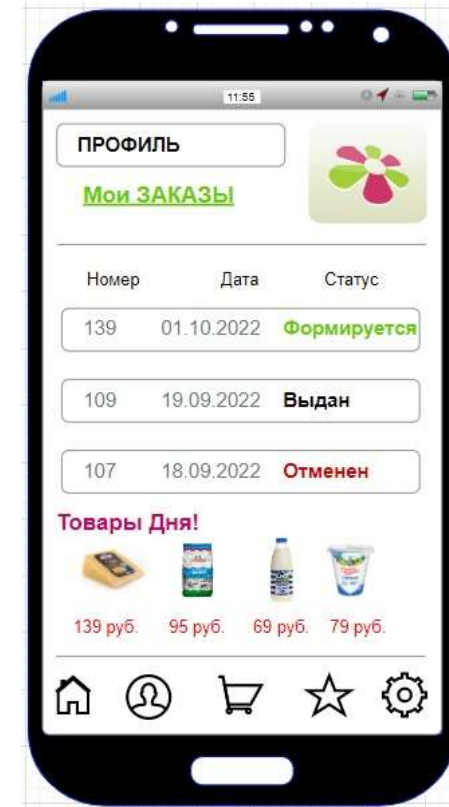 11:55
ПРОФИЛЬ
Мои ЗАКАЗЫ
Номер Дата Статус
139 01.10.2022 Формируется
109 19.09.2022 Выдан
107 18.09.2022 Отменен
Товары Дня!
139 руб. 95 руб. 69 руб. 79 руб.